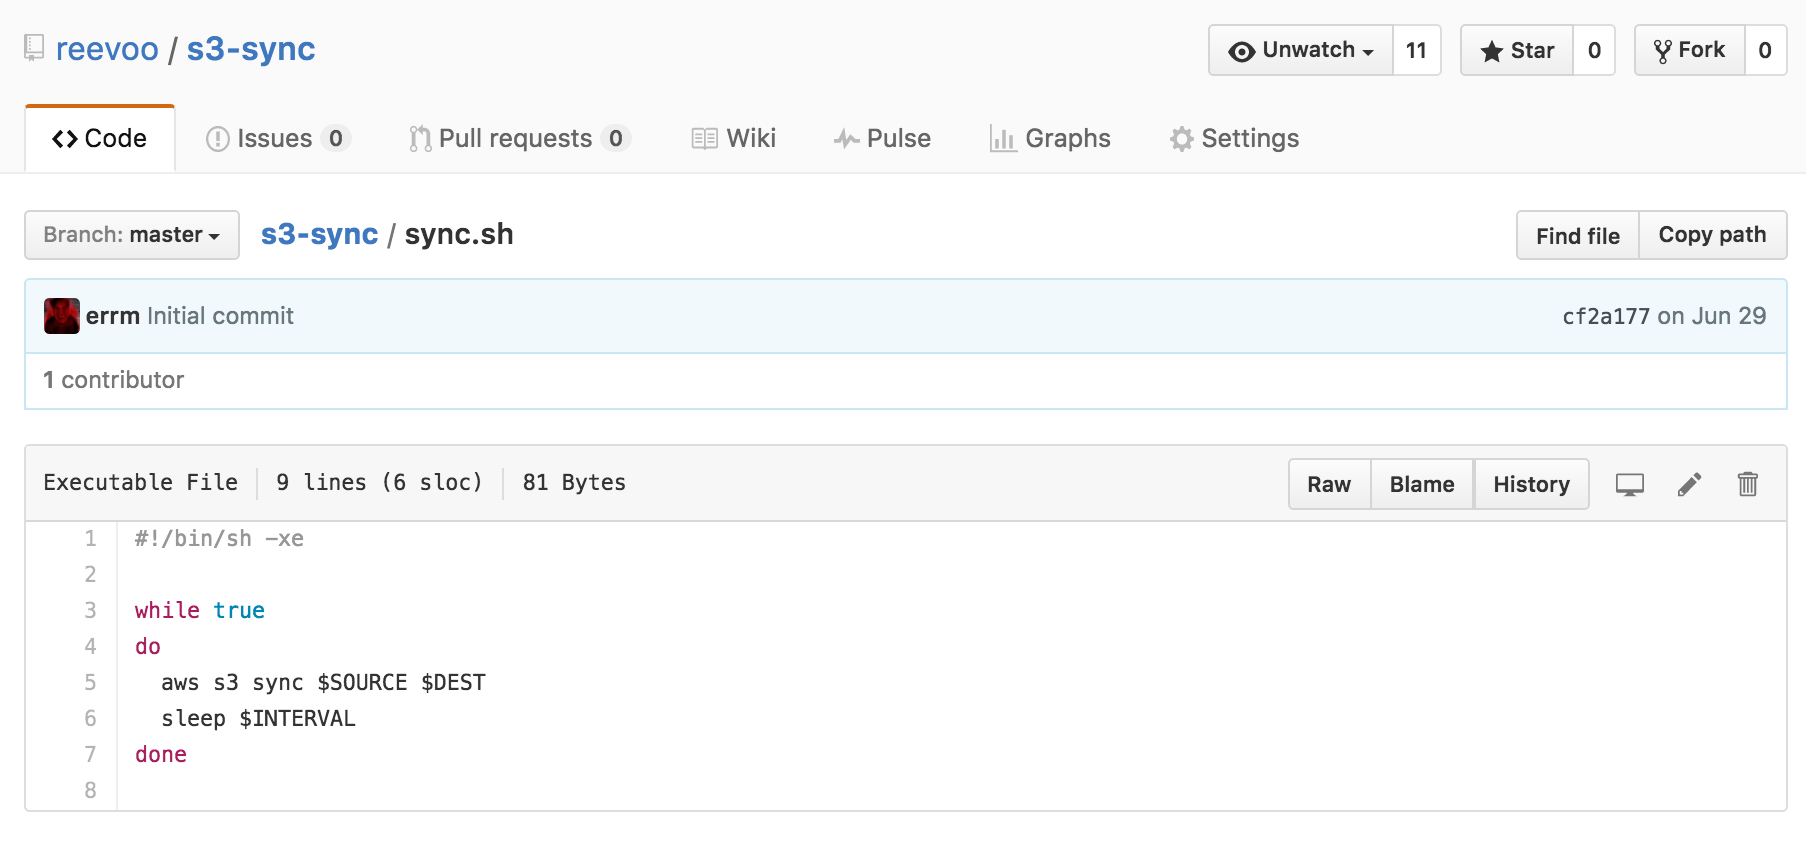 reevoo / s3-sync
Unwatch 11 Star 0 Fork 0
Code Issues 0 Pull requests 0 Wiki Pulse Graphs Settings
Branch: master s3-sync / sync.sh Find file Copy path
errm Initial commit cf2a177 on Jun 29
1 contributor
Executable File 9 lines (6 sloc) 81 Bytes Raw Blame History
1 #!/bin/sh -xe
2
3 while true
4 do
5 aws s3 sync $SOURCE $DEST
6 sleep $INTERVAL
7 done
8